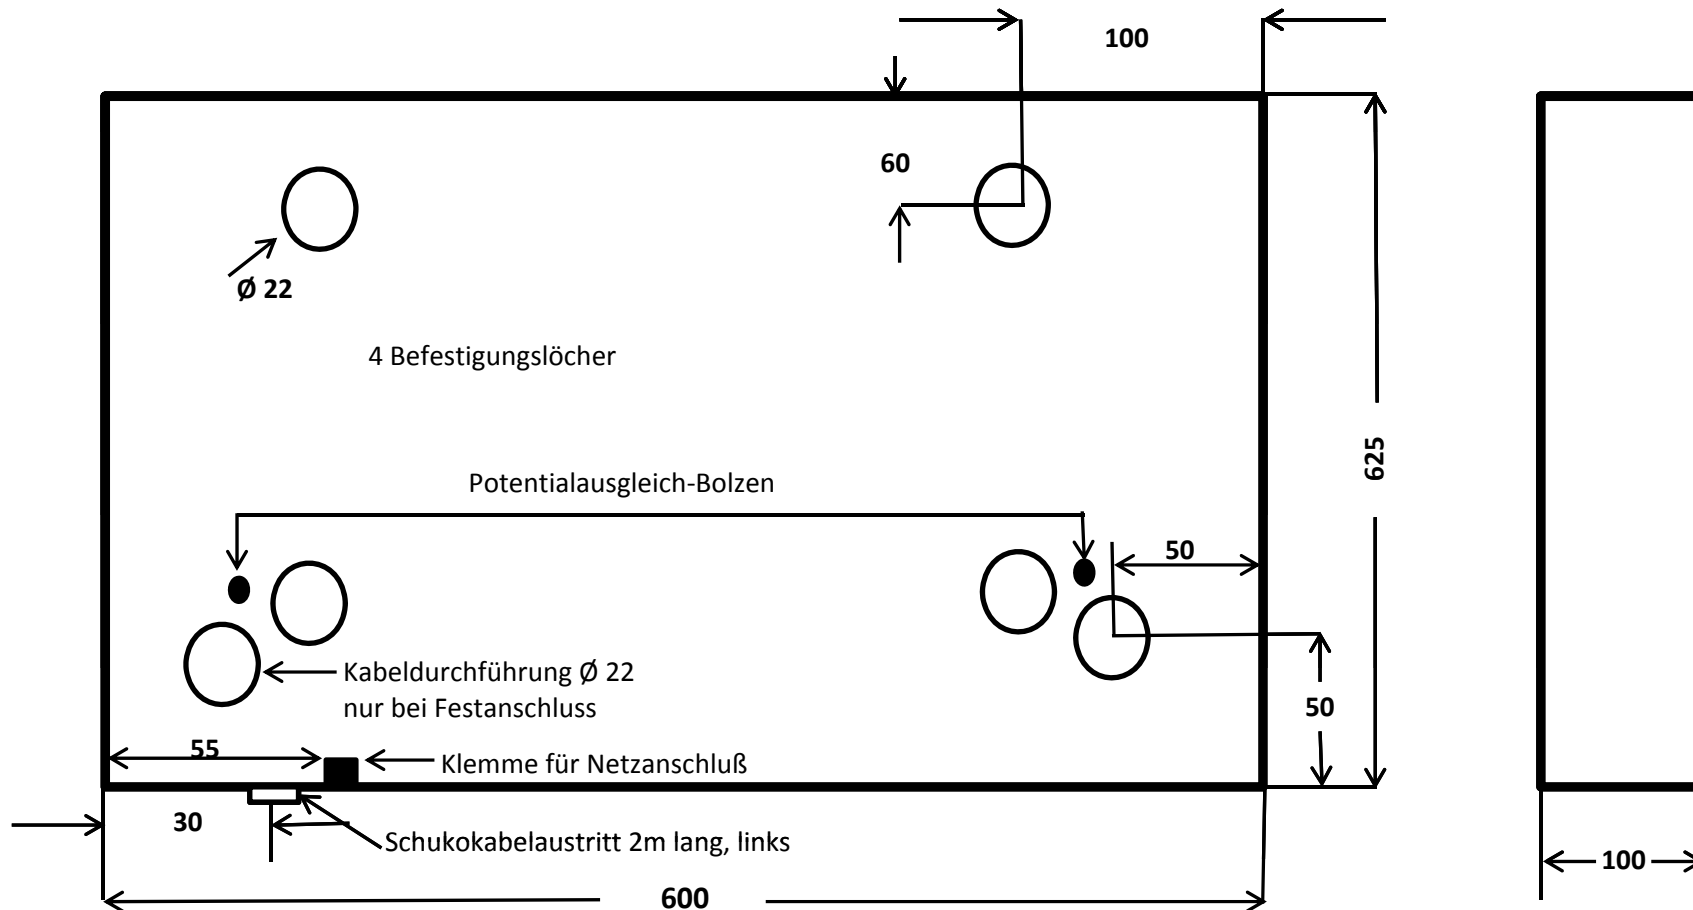 100
60
Ø 22
4 Befestigungslöcher
625
Potentialausgleich-Bolzen
50
Kabeldurchführung Ø 22
nur bei Festanschluss
50
55
Klemme für Netzanschluß
30
Schukokabelaustritt 2m lang, links
100
600